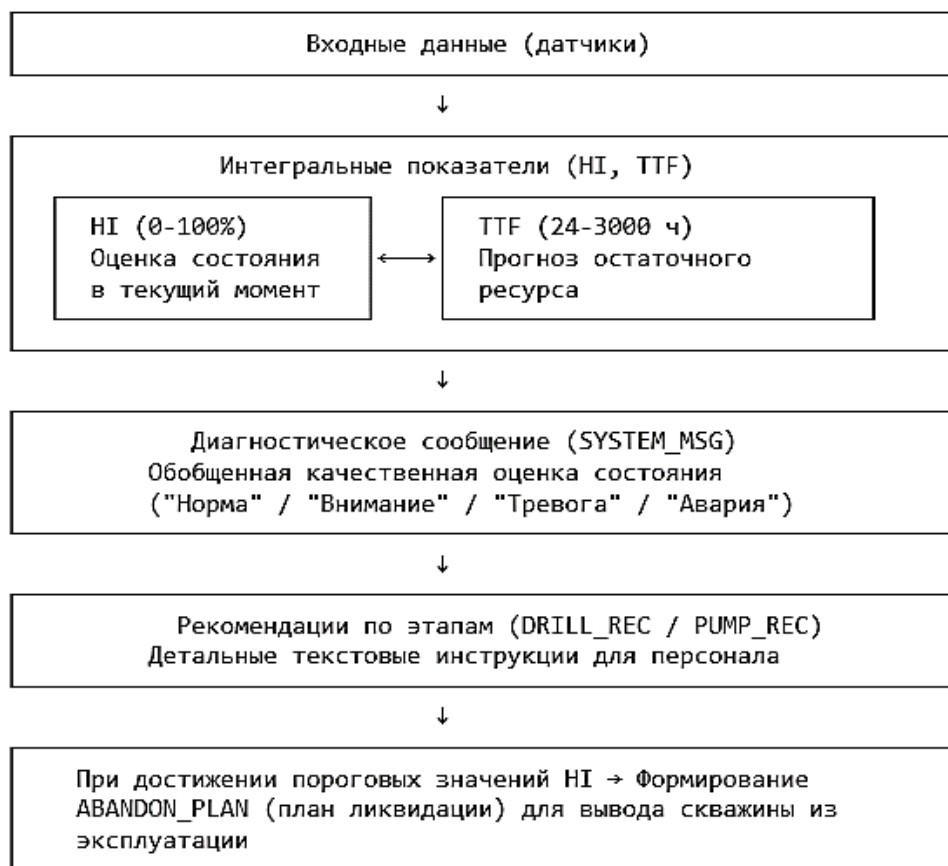 Входные данные (датчики)
↓
Интегральные показатели (HI, TTF)
HI (0-100%)
Оценка состояния
в текущий момент
⟷
TTF (24-3000 ч)
Прогноз остаточного
ресурса
↓
Диагностическое сообщение (SYSTEM_MSG)
Обобщенная качественная оценка состояния
("Норма" / "Внимание" / "Тревога" / "Авария")
↓
Рекомендации по этапам (DRILL_REC / PUMP_REC)
Детальные текстовые инструкции для персонала
↓
При достижении пороговых значений HI → Формирование
ABANDON_PLAN (план ликвидации) для вывода скважины из
эксплуатации